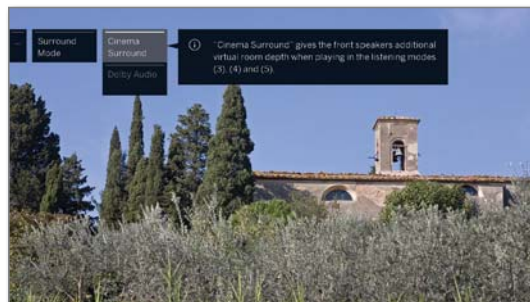 ...
Surround
Mode
Cinema
Surround
Dolby Audio
"Cinema Surround" gives the front speakers additional
virtual room depth when playing in the listening modes
(3), (4) and (5).